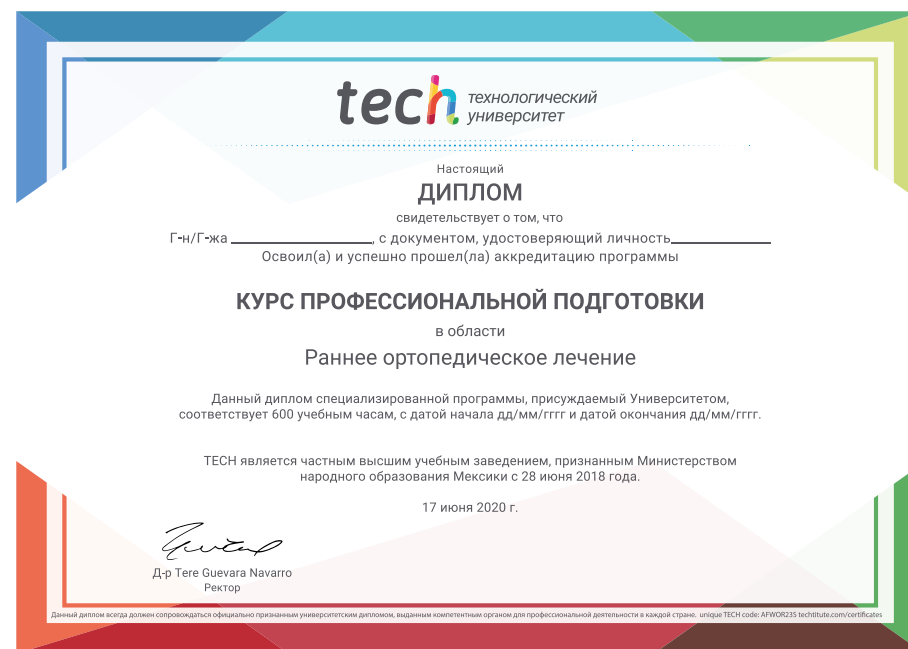 tech технологический
университет
Настоящий
ДИПЛОМ
свидетельствует о том, что
Г-н/Г-жа ____________________, с документом, удостоверяющий личность______________
Освоил(а) и успешно прошел(ла) аккредитацию программы
КУРС ПРОФЕССИОНАЛЬНОЙ ПОДГОТОВКИ
в области
Раннее ортопедическое лечение
Данный диплом специализированной программы, присуждаемый Университетом,
соответствует 600 учебным часам, с датой начала дд/мм/гггг и датой окончания дд/мм/гггг.
TECH является частным высшим учебным заведением, признанным Министерством
народного образования Мексики с 28 июня 2018 года.
17 июня 2020 г.
Д-р Tere Guevara Navarro
Ректор
Данный диплом всегда должен сопровождаться официально признанным университетским дипломом, выданным компетентным органом для профессиональной деятельности в каждой стране. unique TECH code: AFWOR235 techtitute.com/certificates